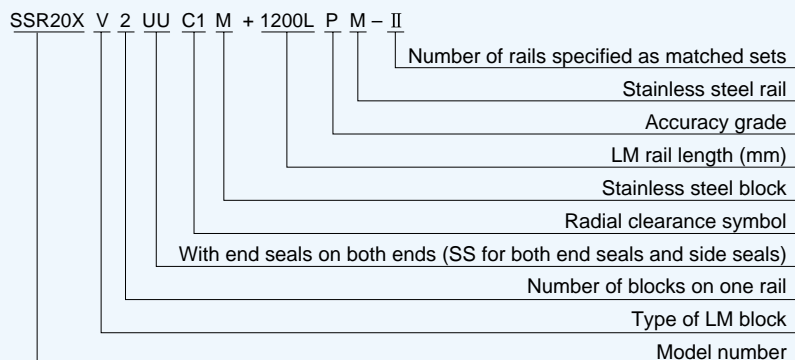 SSR20X V 2 UU C1 M + 1200L P M – Ⅱ
Number of rails specified as matched sets
Stainless steel rail
Accuracy grade
LM rail length (mm)
Stainless steel block
Radial clearance symbol
With end seals on both ends (SS for both end seals and side seals)
Number of blocks on one rail
Type of LM block
Model number